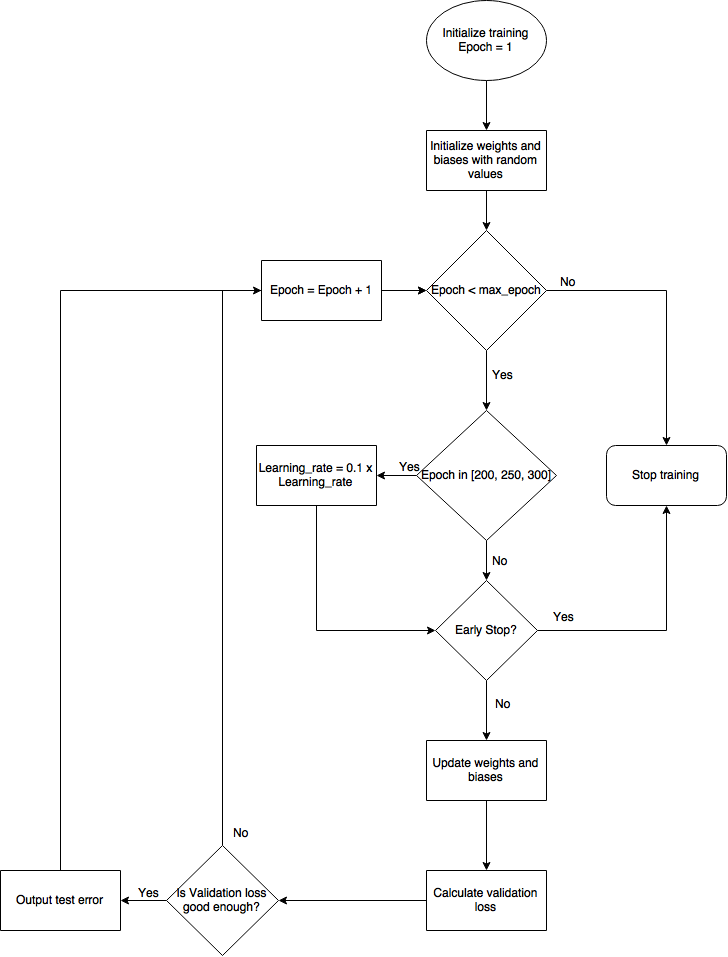 Initialize training
Epoch = 1
Initialize weights and
biases with random
values
Epoch = Epoch + 1
Epoch < max_epoch
No
Yes
Learning_rate = 0.1 x
Learning_rate
Yes
Epoch in [200, 250, 300]
Stop training
No
Early Stop?
Yes
No
Update weights and
biases
No
Output test error
Yes
Is Validation loss
good enough?
Calculate validation
loss